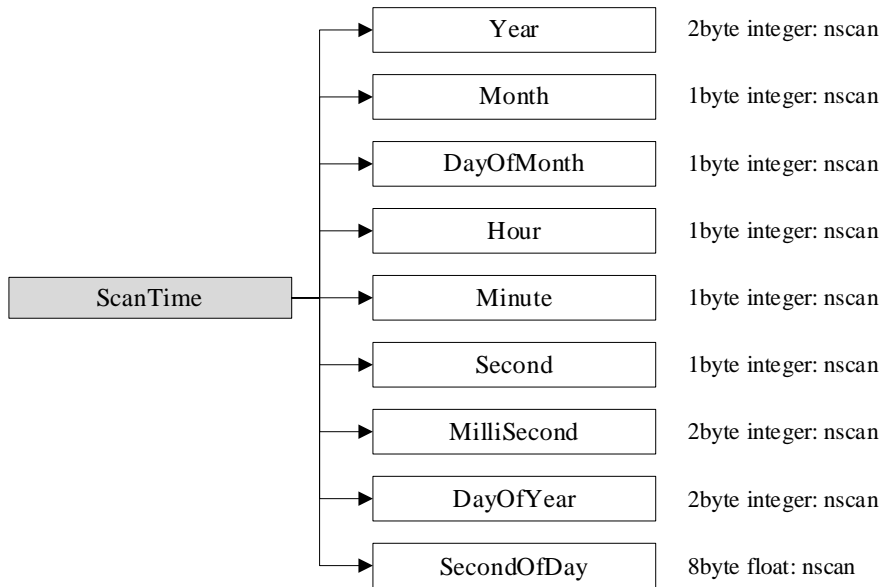 Year 2byte integer: nscan
Month 1byte integer: nscan
DayOfMonth 1byte integer: nscan
Hour 1byte integer: nscan
ScanTime Minute 1byte integer: nscan
Second 1byte integer: nscan
MilliSecond 2byte integer: nscan
DayOfYear 2byte integer: nscan
SecondOfDay 8byte float: nscan